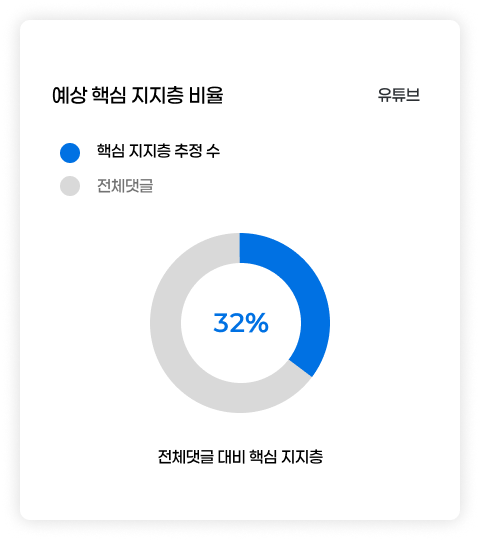 예상 핵심 지지층 비율
유튜브
핵심 지지층 추정 수
전체댓글
32%
전체댓글 대비 핵심 지지층